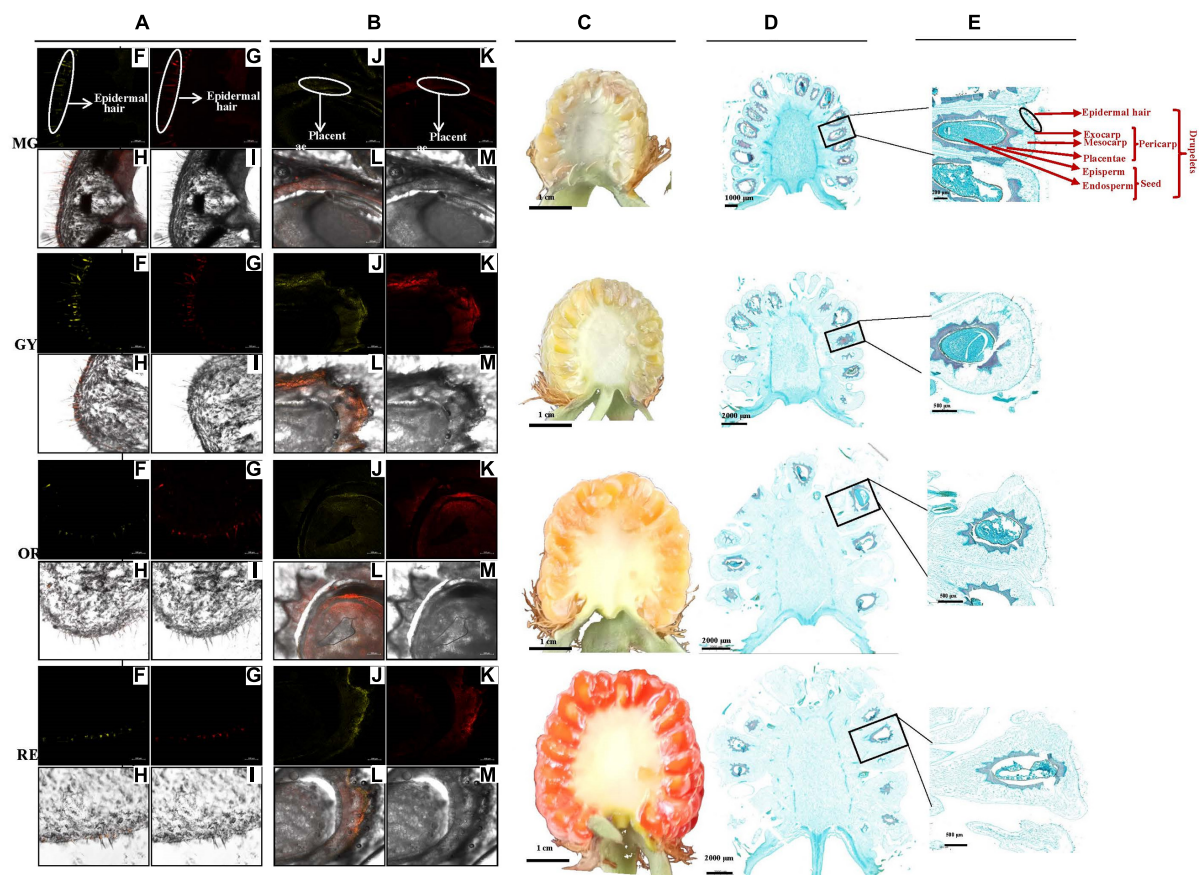 A B C D E
F G J K
Epidermal
hair
Epidermal
hair
Placent
ae
Placent
ae
MG
H I L M
1 cm
1000 µm
Epidermal hair
Exocarp
Mesocarp
Placentae
Episperm
Endosperm
Pericarp
Seed
Drupelets
F G J K
GY
H I L M
1 cm
2000 µm
500 µm
F G J K
OR
H I L M
1 cm
2000 µm
500 µm
F G J K
RE
H I L M
1 cm
2000 µm
500 µm